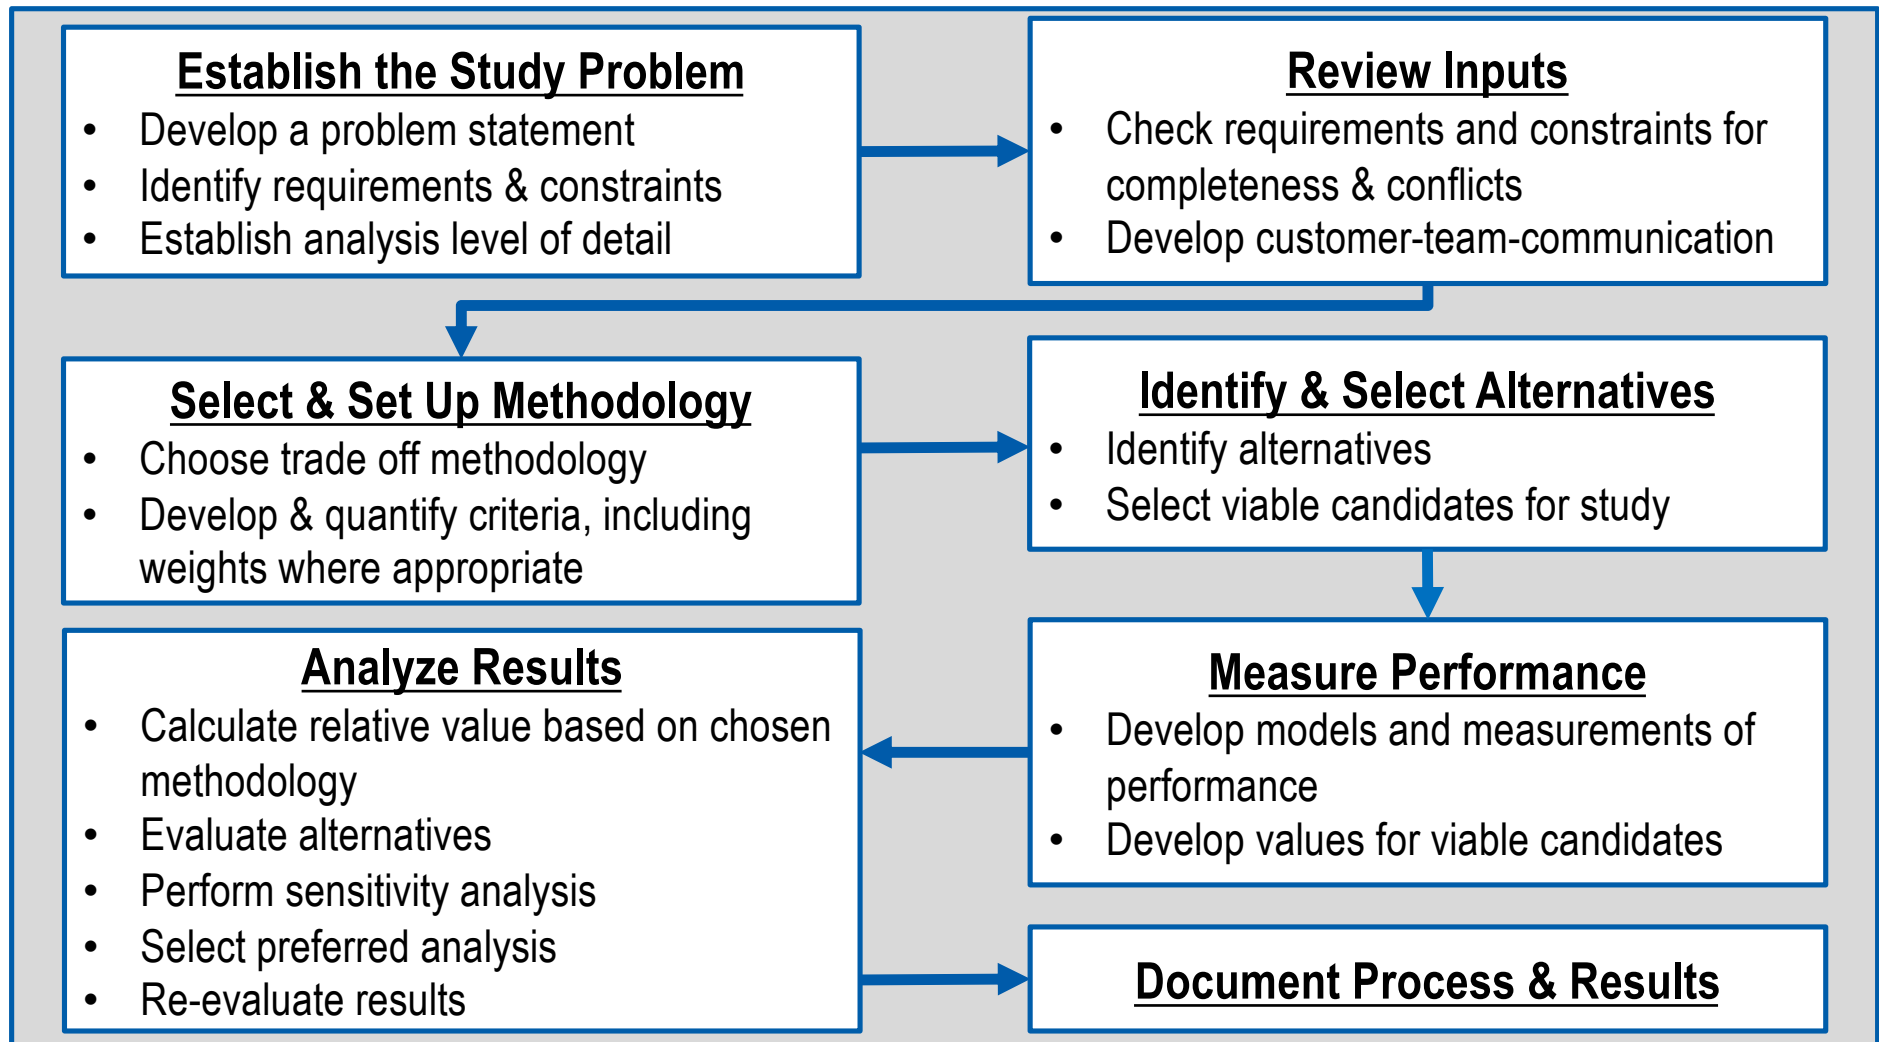 Establish the Study Problem
• Develop a problem statement
• Identify requirements & constraints
• Establish analysis level of detail
Review Inputs
• Check requirements and constraints for
completeness & conflicts
• Develop customer-team-communication
Select & Set Up Methodology
• Choose trade off methodology
• Develop & quantify criteria, including
weights where appropriate
Identify & Select Alternatives
• Identify alternatives
• Select viable candidates for study
Measure Performance
• Develop models and measurements of
performance
• Develop values for viable candidates
Analyze Results
• Calculate relative value based on chosen
methodology
• Evaluate alternatives
• Perform sensitivity analysis
• Select preferred analysis
• Re-evaluate results
Document Process & Results